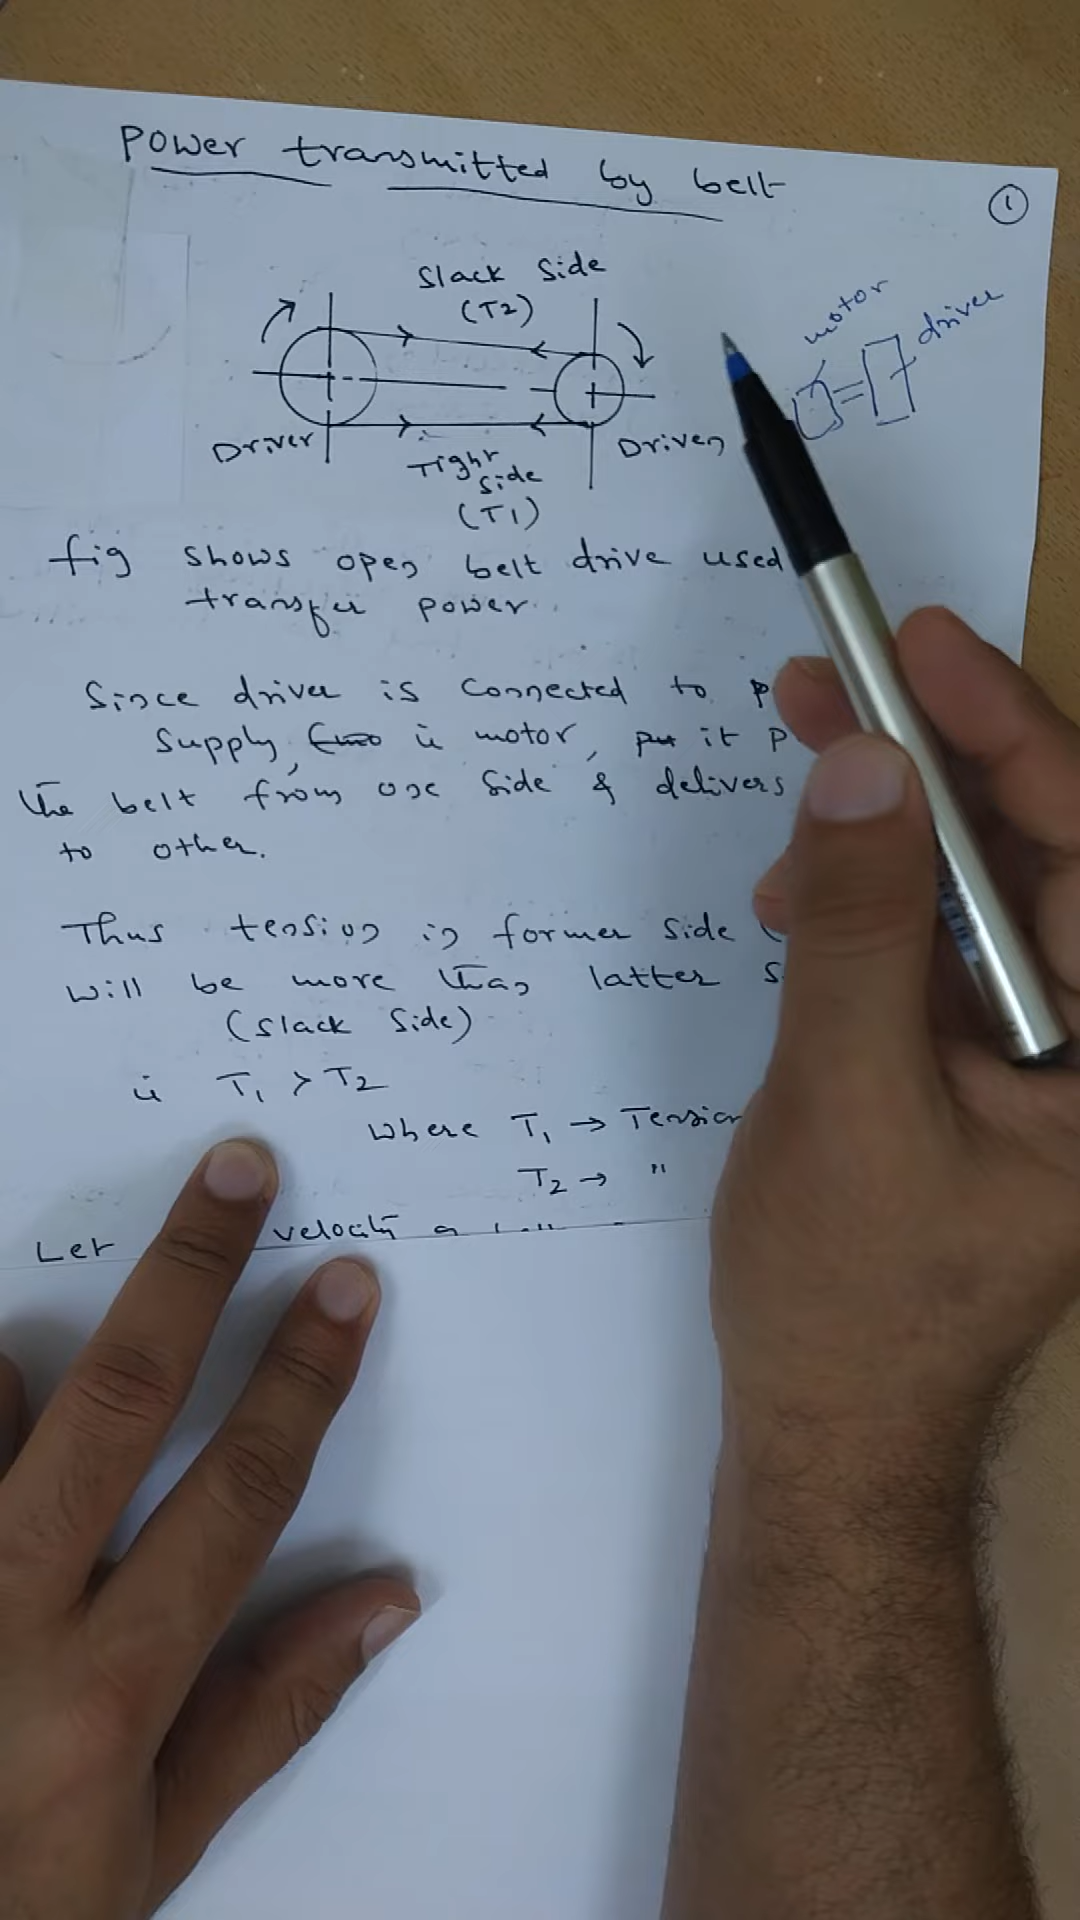 Power transmitted by belt
1
Slack Side
(T2)
motor
driver
Driver
Tight
side
(T1)
Driven
fig shows open belt drive used
transfer power.
Since driver is connected to p
Supply, ie motor, it p
the belt from one side & delivers
to other.
Thus tension in former side (
will be more than latter s
(slack side)
ie T1 > T2
where T1 → Tension
T2 → "
Let velocity